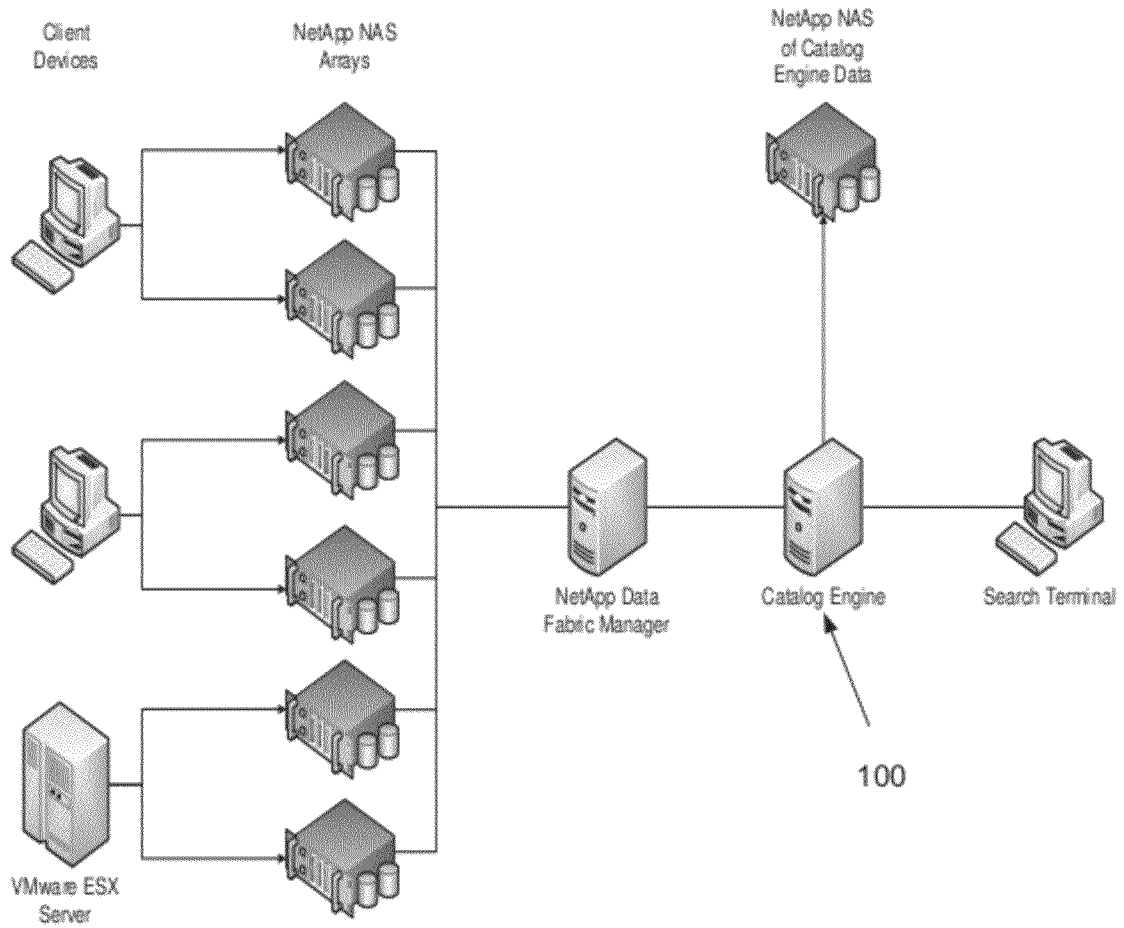 Client
Devices
NetApp NAS
Arrays
NetApp NAS
of Catalog
Engine Data
NetApp Data
Fabric Manager
Catalog Engine
Search Terminal
100
VMware ESX
Server